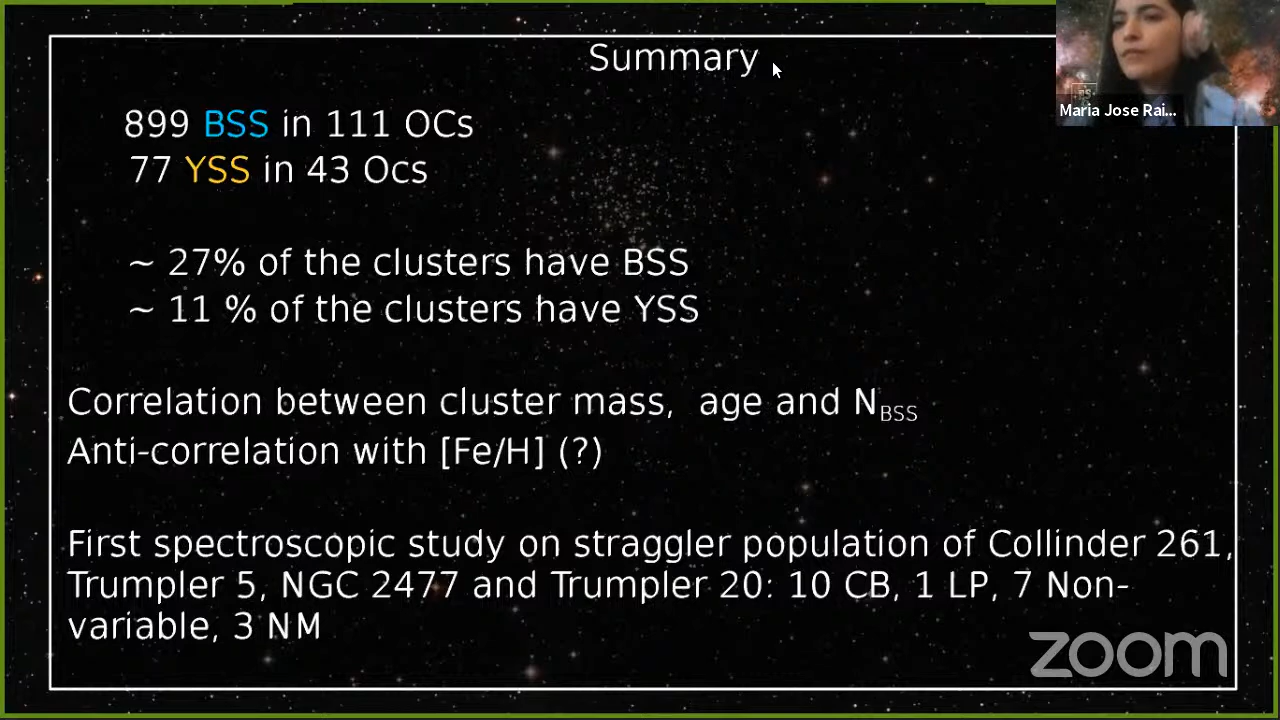 Summary
Maria Jose Rai...
899 BSS in 111 OCs
77 YSS in 43 Ocs
~ 27% of the clusters have BSS
~ 11 % of the clusters have YSS
Correlation between cluster mass, age and N_BSS
Anti-correlation with [Fe/H] (?)
First spectroscopic study on straggler population of Collinder 261,
Trumpler 5, NGC 2477 and Trumpler 20: 10 CB, 1 LP, 7 Non-
variable, 3 NM
zoom